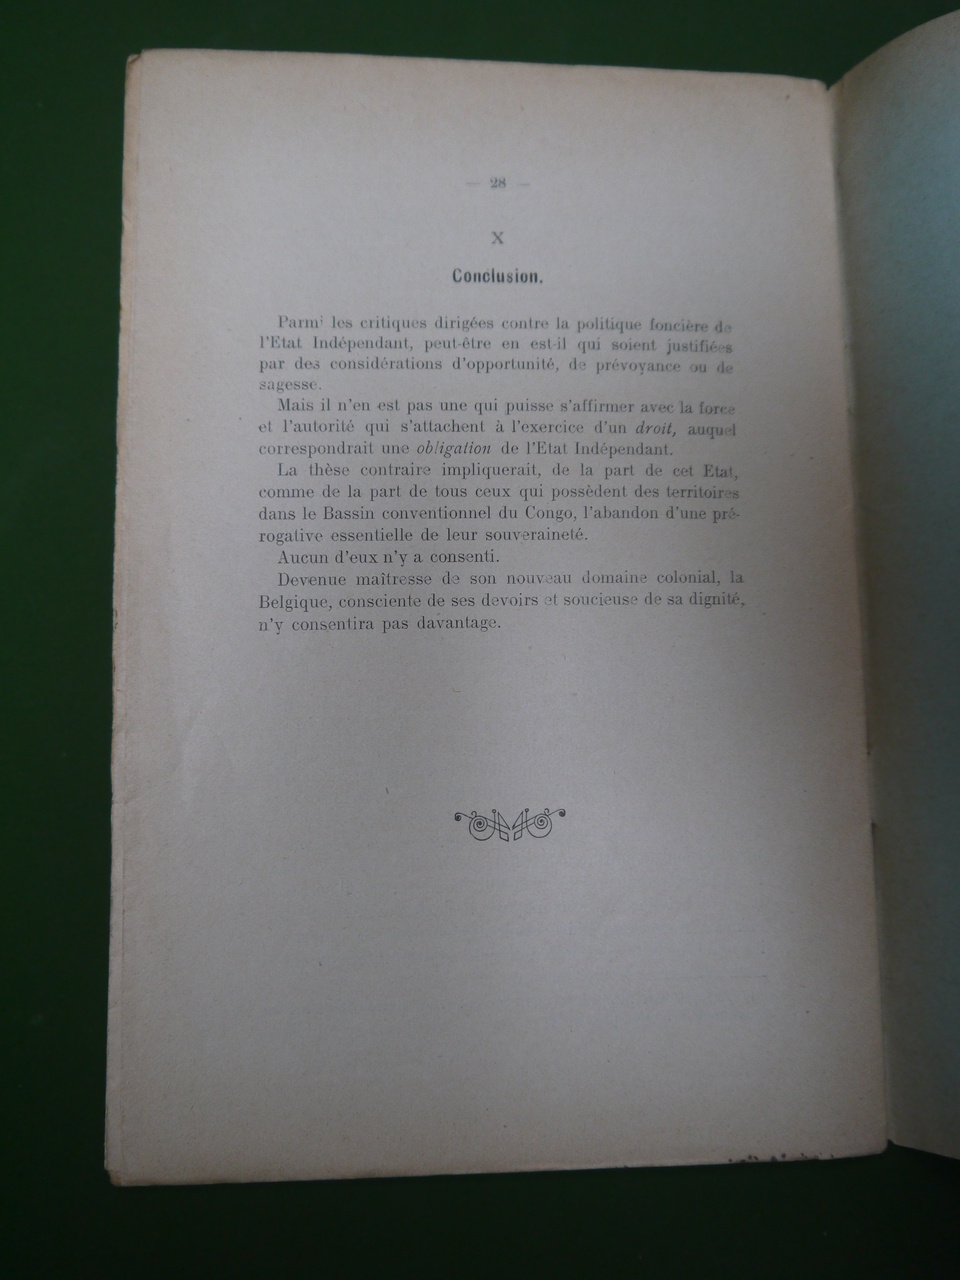 — 28 —
X
Conclusion.
Parmi les critiques dirigées contre la politique foncière de
l'Etat Indépendant, peut-être en est-il qui soient justifiées
par des considérations d'opportunité, de prévoyance ou de
sagesse.
Mais il n'en est pas une qui puisse s'affirmer avec la force
et l'autorité qui s'attachent à l'exercice d'un droit, auquel
correspondrait une obligation de l'Etat Indépendant.
La thèse contraire impliquerait, de la part de cet Etat,
comme de la part de tous ceux qui possèdent des territoires
dans le Bassin conventionnel du Congo, l'abandon d'une pré-
rogative essentielle de leur souveraineté.
Aucun d'eux n'y a consenti.
Devenue maîtresse de son nouveau domaine colonial, la
Belgique, consciente de ses devoirs et soucieuse de sa dignité,
n'y consentira pas davantage.